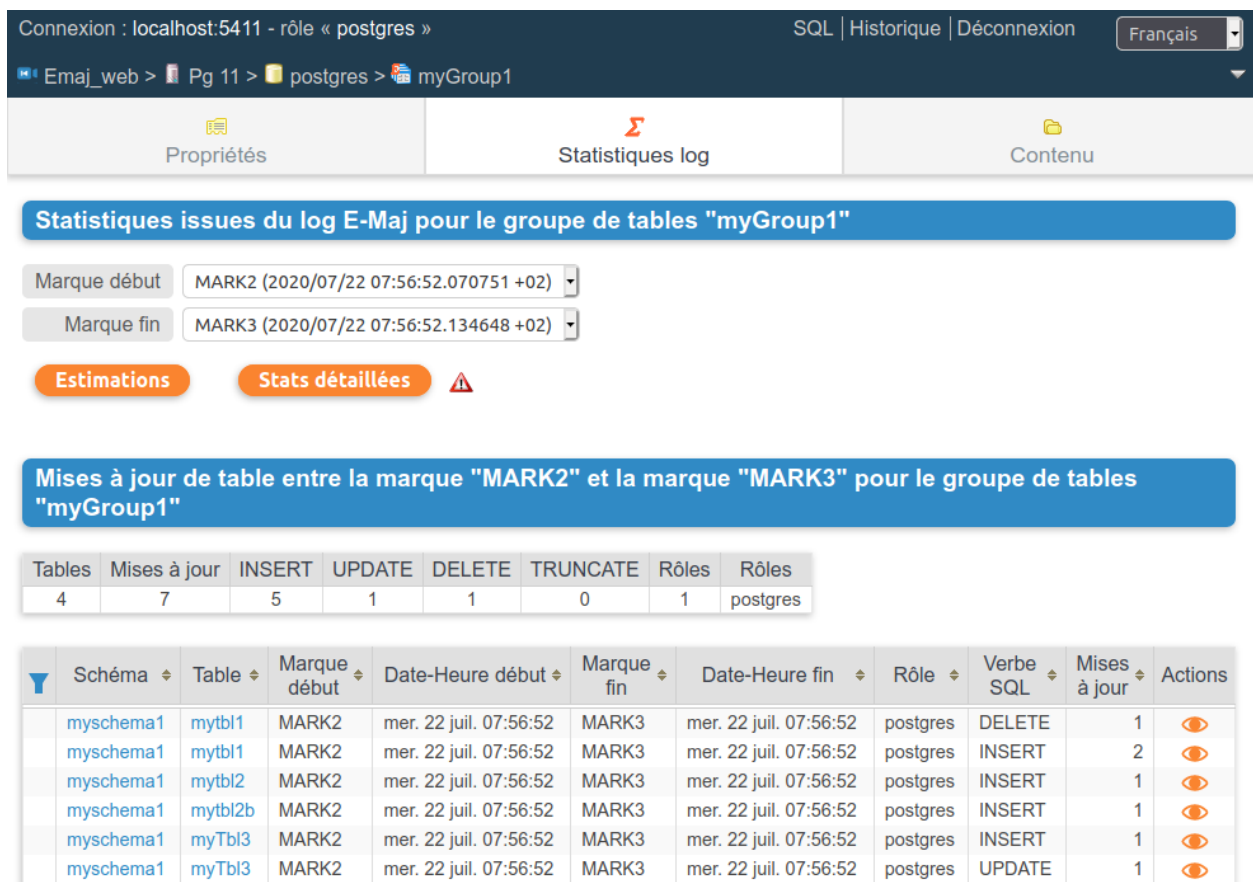 Connexion : localhost:5411 - rôle « postgres »
SQL | Historique | Déconnexion
Français
Emaj_web > Pg 11 > postgres > myGroup1
Propriétés
Statistiques log
Contenu
Statistiques issues du log E-Maj pour le groupe de tables "myGroup1"
Marque début MARK2 (2020/07/22 07:56:52.070751 +02)
Marque fin MARK3 (2020/07/22 07:56:52.134648 +02)
Estimations Stats détaillées
Mises à jour de table entre la marque "MARK2" et la marque "MARK3" pour le groupe de tables
"myGroup1"
Tables Mises à jour INSERT UPDATE DELETE TRUNCATE Rôles Rôles
4 7 5 1 1 0 1 postgres
Schéma Table Marque début Date-Heure début Marque fin Date-Heure fin Rôle Verbe SQL Mises à jour Actions
myschema1 mytbl1 MARK2 mer. 22 juil. 07:56:52 MARK3 mer. 22 juil. 07:56:52 postgres DELETE 1
myschema1 mytbl1 MARK2 mer. 22 juil. 07:56:52 MARK3 mer. 22 juil. 07:56:52 postgres INSERT 2
myschema1 mytbl2 MARK2 mer. 22 juil. 07:56:52 MARK3 mer. 22 juil. 07:56:52 postgres INSERT 1
myschema1 mytbl2b MARK2 mer. 22 juil. 07:56:52 MARK3 mer. 22 juil. 07:56:52 postgres INSERT 1
myschema1 myTbl3 MARK2 mer. 22 juil. 07:56:52 MARK3 mer. 22 juil. 07:56:52 postgres INSERT 1
myschema1 myTbl3 MARK2 mer. 22 juil. 07:56:52 MARK3 mer. 22 juil. 07:56:52 postgres UPDATE 1